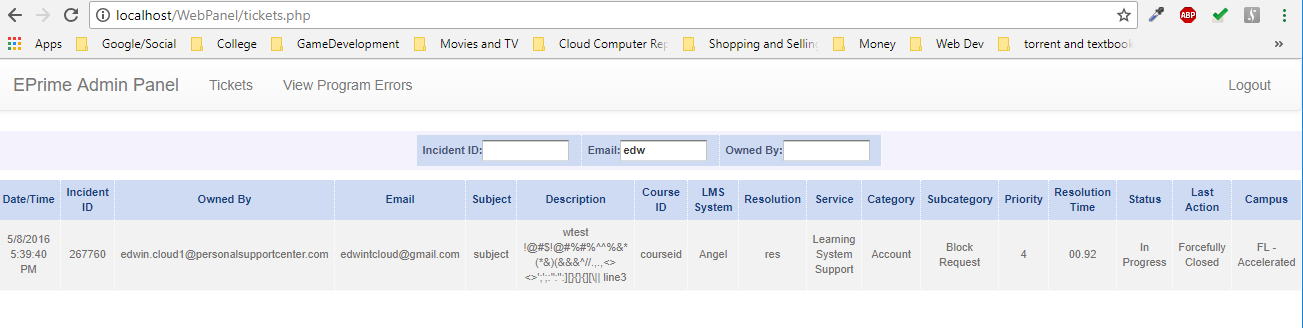 localhost/WebPanel/tickets.php
ABP
Apps Google/Social College GameDevelopment Movies and TV Cloud Computer Rep Shopping and Selling Money Web Dev torrent and textbook »
EPrime Admin Panel Tickets View Program Errors Logout
Incident ID: Email: edw Owned By:
Date/Time Incident ID Owned By Email Subject Description Course ID LMS System Resolution Service Category Subcategory Priority Resolution Time Status Last Action Campus
5/8/2016 5:39:40 PM 267760 edwin.cloud1@personalsupportcenter.com edwintcloud@gmail.com subject wtest
line3 courseid Angel res Learning System Support Account Block Request 4 00.92 In Progress Forcefully Closed FL - Accelerated